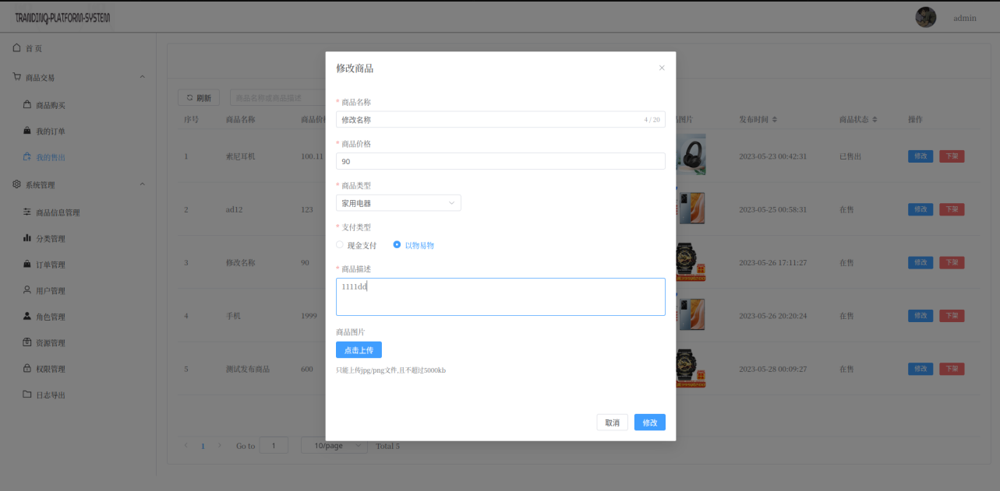 TRANDINQ-PLATFORM-SYSTEM
admin
首页
商品交易
商品购买
我的订单
我的售出
系统管理
商品信息管理
分类管理
订单管理
用户管理
角色管理
资源管理
权限管理
日志导出
刷新 商品名称或商品描述
序号 商品名称 商品价 图片 发布时间 商品状态 操作
1 索尼耳机 100.11 2023-05-23 00:42:31 已售出 修改 下架
2 ad12 123 2023-05-25 00:58:31 在售 修改 下架
3 修改名称 90 2023-05-26 17:11:27 在售 修改 下架
4 手机 1999 2023-05-26 20:20:24 在售 修改 下架
5 测试发布商品 600 2023-05-28 00:09:27 在售 修改 下架
1 Go to 1 10/page Total 5
修改商品
* 商品名称
修改名称 4 / 20
* 商品价格
90
* 商品类型
家用电器
* 支付类型
现金支付 以物易物
* 商品描述
1111dd
商品图片
点击上传
只能上传jpg/png文件,且不超过5000kb
取消 修改